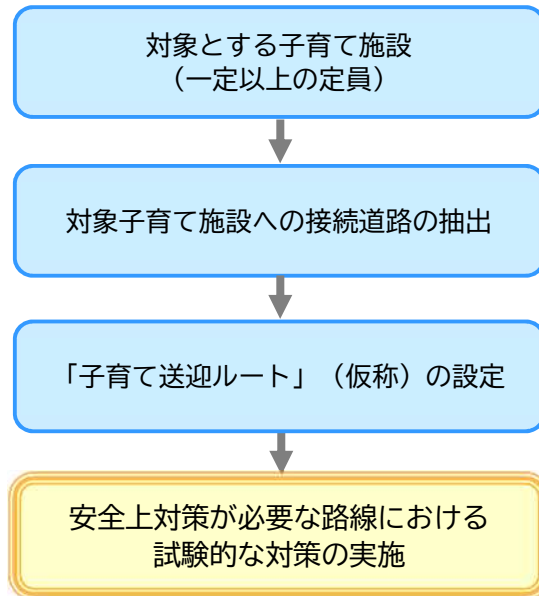 対象とする子育て施設
（一定以上の定員）
対象子育て施設への接続道路の抽出
「子育て送迎ルート」（仮称）の設定
安全上対策が必要な路線における
試験的な対策の実施